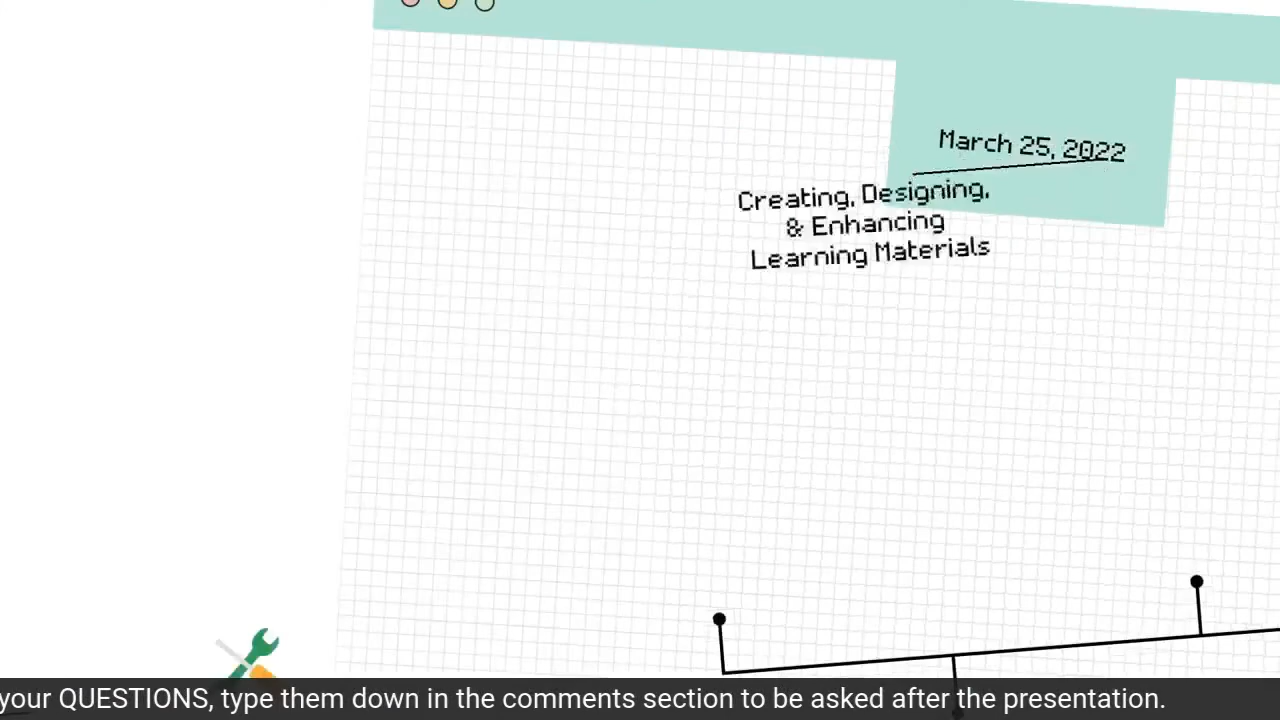 March 25, 2022
Creating, Designing,
& Enhancing
Learning Materials
your QUESTIONS, type them down in the comments section to be asked after the presentation.